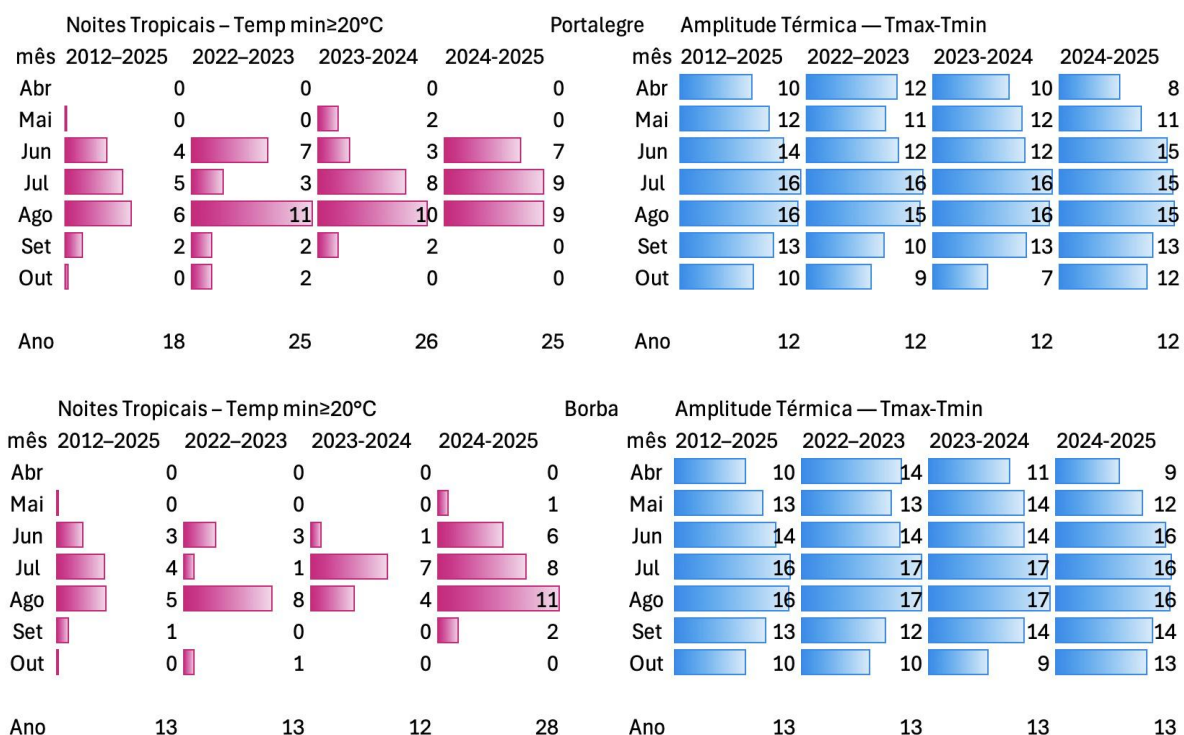 Noites Tropicais – Temp min≥20°C Portalegre Amplitude Térmica — Tmax-Tmin
mês 2012–2025 2022–2023 2023-2024 2024-2025 mês 2012–2025 2022–2023 2023-2024 2024-2025
Abr 0 0 0 0 Abr 10 12 10 8
Mai 0 0 2 0 Mai 12 11 12 11
Jun 4 7 3 7 Jun 14 12 12 15
Jul 5 3 8 9 Jul 16 16 16 15
Ago 6 11 10 9 Ago 16 15 16 15
Set 2 2 2 0 Set 13 10 13 13
Out 0 2 0 0 Out 10 9 7 12
Ano 18 25 26 25 Ano 12 12 12 12
Noites Tropicais – Temp min≥20°C Borba Amplitude Térmica — Tmax-Tmin
mês 2012–2025 2022–2023 2023-2024 2024-2025 mês 2012–2025 2022–2023 2023-2024 2024-2025
Abr 0 0 0 0 Abr 10 14 11 9
Mai 0 0 0 1 Mai 13 13 14 12
Jun 3 3 1 6 Jun 14 14 14 16
Jul 4 1 7 8 Jul 16 17 17 16
Ago 5 8 4 11 Ago 16 17 17 16
Set 1 0 0 2 Set 13 12 14 14
Out 0 1 0 0 Out 10 10 9 13
Ano 13 13 12 28 Ano 13 13 13 13